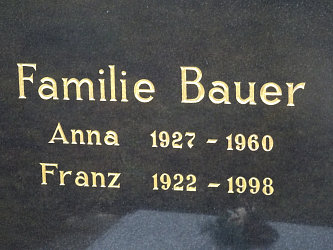 Familie Bauer
Anna 1927 - 1960
Franz 1922 - 1998